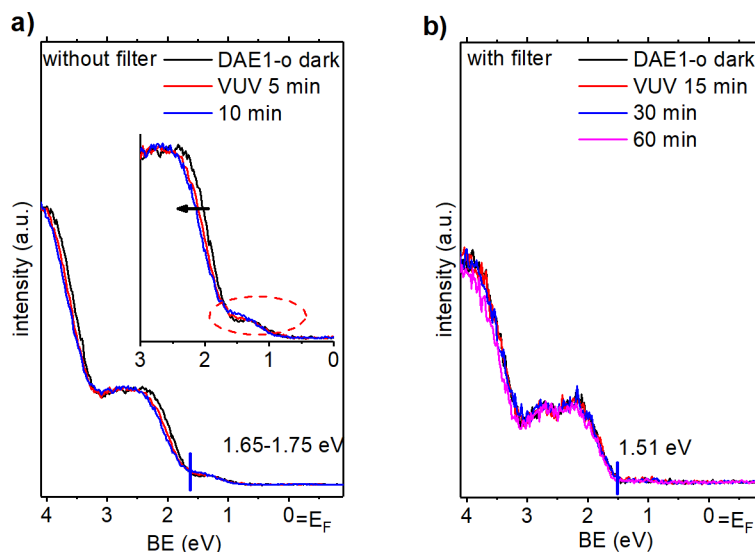 a)
without filter
DAE1-o dark
VUV 5 min
10 min
3
2
1
0
intensity (a.u.)
1.65-1.75 eV
4
3
2
1
0=E_F
BE (eV)
b)
with filter
DAE1-o dark
VUV 15 min
30 min
60 min
intensity (a.u.)
1.51 eV
4
3
2
1
0=E_F
BE (eV)